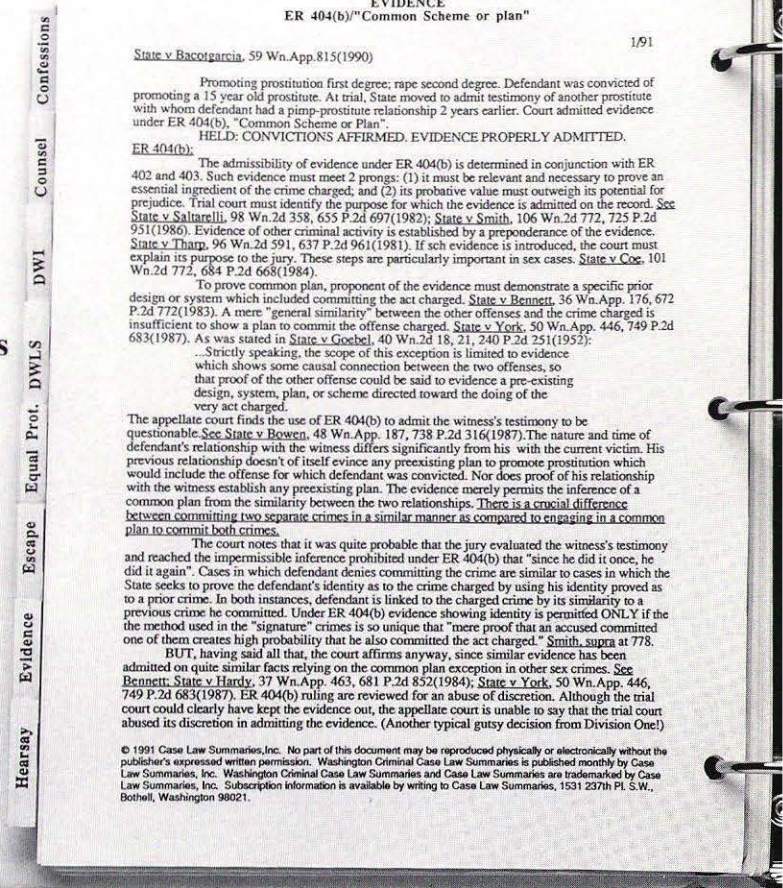 EVIDENCE
ER 404(b)/"Common Scheme or plan"
1/91
State v Bacotgarcia, 59 Wn.App.815(1990)
Promoting prostitution first degree; rape second degree. Defendant was convicted of
promoting a 15 year old prostitute. At trial, State moved to admit testimony of another prostitute
with whom defendant had a pimp-prostitute relationship 2 years earlier. Court admitted evidence
under ER 404(b), "Common Scheme or Plan".
HELD: CONVICTIONS AFFIRMED. EVIDENCE PROPERLY ADMITTED.
ER 404(b):
The admissibility of evidence under ER 404(b) is determined in conjunction with ER
402 and 403. Such evidence must meet 2 prongs: (1) it must be relevant and necessary to prove an
essential ingredient of the crime charged; and (2) its probative value must outweigh its potential for
prejudice. Trial court must identify the purpose for which the evidence is admitted on the record. See
State v Saltarelli, 98 Wn.2d 358, 655 P.2d 697(1982); State v Smith, 106 Wn.2d 772, 725 P.2d
951(1986). Evidence of other criminal activity is established by a preponderance of the evidence.
State v Tharp, 96 Wn.2d 591, 637 P.2d 961(1981). If sch evidence is introduced, the court must
explain its purpose to the jury. These steps are particularly important in sex cases. State v Coe, 101
Wn.2d 772, 684 P.2d 668(1984).
To prove common plan, proponent of the evidence must demonstrate a specific prior
design or system which included committing the act charged. State v Bennett, 36 Wn.App. 176, 672
P.2d 772(1983). A mere "general similarity" between the other offenses and the crime charged is
insufficient to show a plan to commit the offense charged. State v York, 50 Wn.App. 446, 749 P.2d
683(1987). As was stated in State v Goebel, 40 Wn.2d 18, 21, 240 P.2d 251(1952):
...Strictly speaking, the scope of this exception is limited to evidence
which shows some causal connection between the two offenses, so
that proof of the other offense could be said to evidence a pre-existing
design, system, plan, or scheme directed toward the doing of the
very act charged.
The appellate court finds the use of ER 404(b) to admit the witness's testimony to be
questionable.See State v Bowen, 48 Wn.App. 187, 738 P.2d 316(1987).The nature and time of
defendant's relationship with the witness differs significantly from his with the current victim. His
previous relationship doesn't of itself evince any preexisting plan to promote prostitution which
would include the offense for which defendant was convicted. Nor does proof of his relationship
with the witness establish any preexisting plan. The evidence merely permits the inference of a
common plan from the similarity between the two relationships. There is a crucial difference
between committing two separate crimes in a similar manner as compared to engaging in a common
plan to commit both crimes.
The court notes that it was quite probable that the jury evaluated the witness's testimony
and reached the impermissible inference prohibited under ER 404(b) that "since he did it once, he
did it again". Cases in which defendant denies committing the crime are similar to cases in which the
State seeks to prove the defendant's identity as to the crime charged by using his identity proved as
to a prior crime. In both instances, defendant is linked to the charged crime by its similarity to a
previous crime he committed. Under ER 404(b) evidence showing identity is permitted ONLY if the
the method used in the "signature" crimes is so unique that "mere proof that an accused committed
one of them creates high probability that he also committed the act charged." Smith, supra at 778.
BUT, having said all that, the court affirms anyway, since similar evidence has been
admitted on quite similar facts relying on the common plan exception in other sex crimes. See
Bennett; State v Hardy, 37 Wn.App. 463, 681 P.2d 852(1984); State v York, 50 Wn.App. 446,
749 P.2d 683(1987). ER 404(b) ruling are reviewed for an abuse of discretion. Although the trial
court could clearly have kept the evidence out, the appellate court is unable to say that the trial court
abused its discretion in admitting the evidence. (Another typical gutsy decision from Division One!)
© 1991 Case Law Summaries,Inc. No part of this document may be reproduced physically or electronically without the
publisher's expressed written permission. Washington Criminal Case Law Summaries is published monthly by Case
Law Summaries, Inc. Washington Criminal Case Law Summaries and Case Law Summaries are trademarked by Case
Law Summaries, Inc. Subscription information is available by writing to Case Law Summaries, 1531 237th Pl. S.W.,
Bothell, Washington 98021.
Confessions
Counsel
DWI
DWLS
Equal Prot.
Escape
Evidence
Hearsay
S